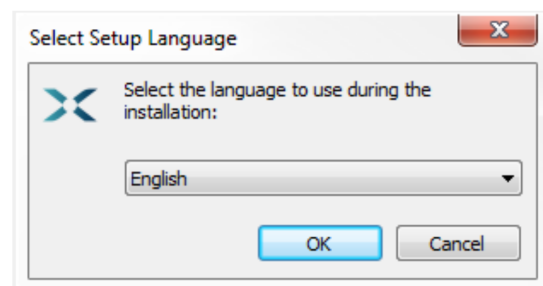 Select Setup Language
Select the language to use during the
installation:
English
OK
Cancel